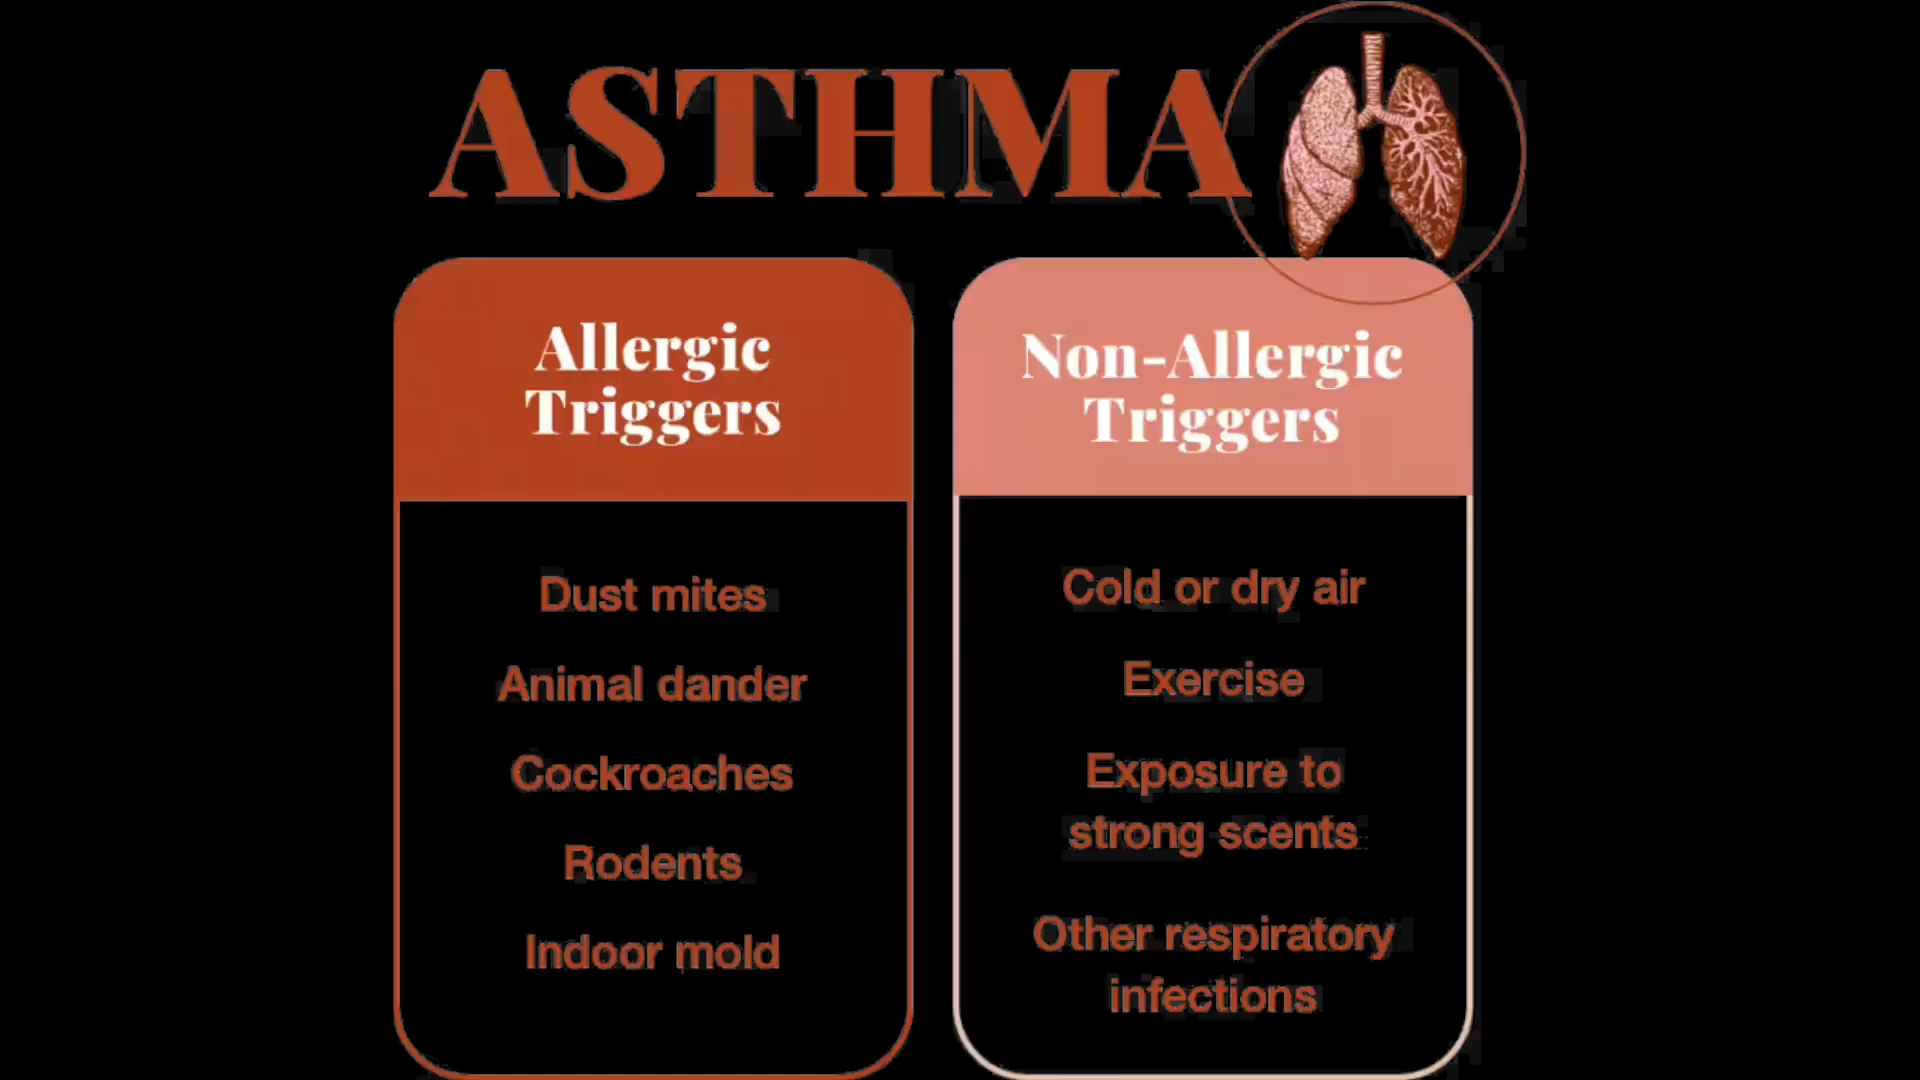 ASTHMA
Allergic
Triggers
Dust mites
Animal dander
Cockroaches
Rodents
Indoor mold
Non-Allergic
Triggers
Cold or dry air
Exercise
Exposure to
strong scents
Other respiratory
infections